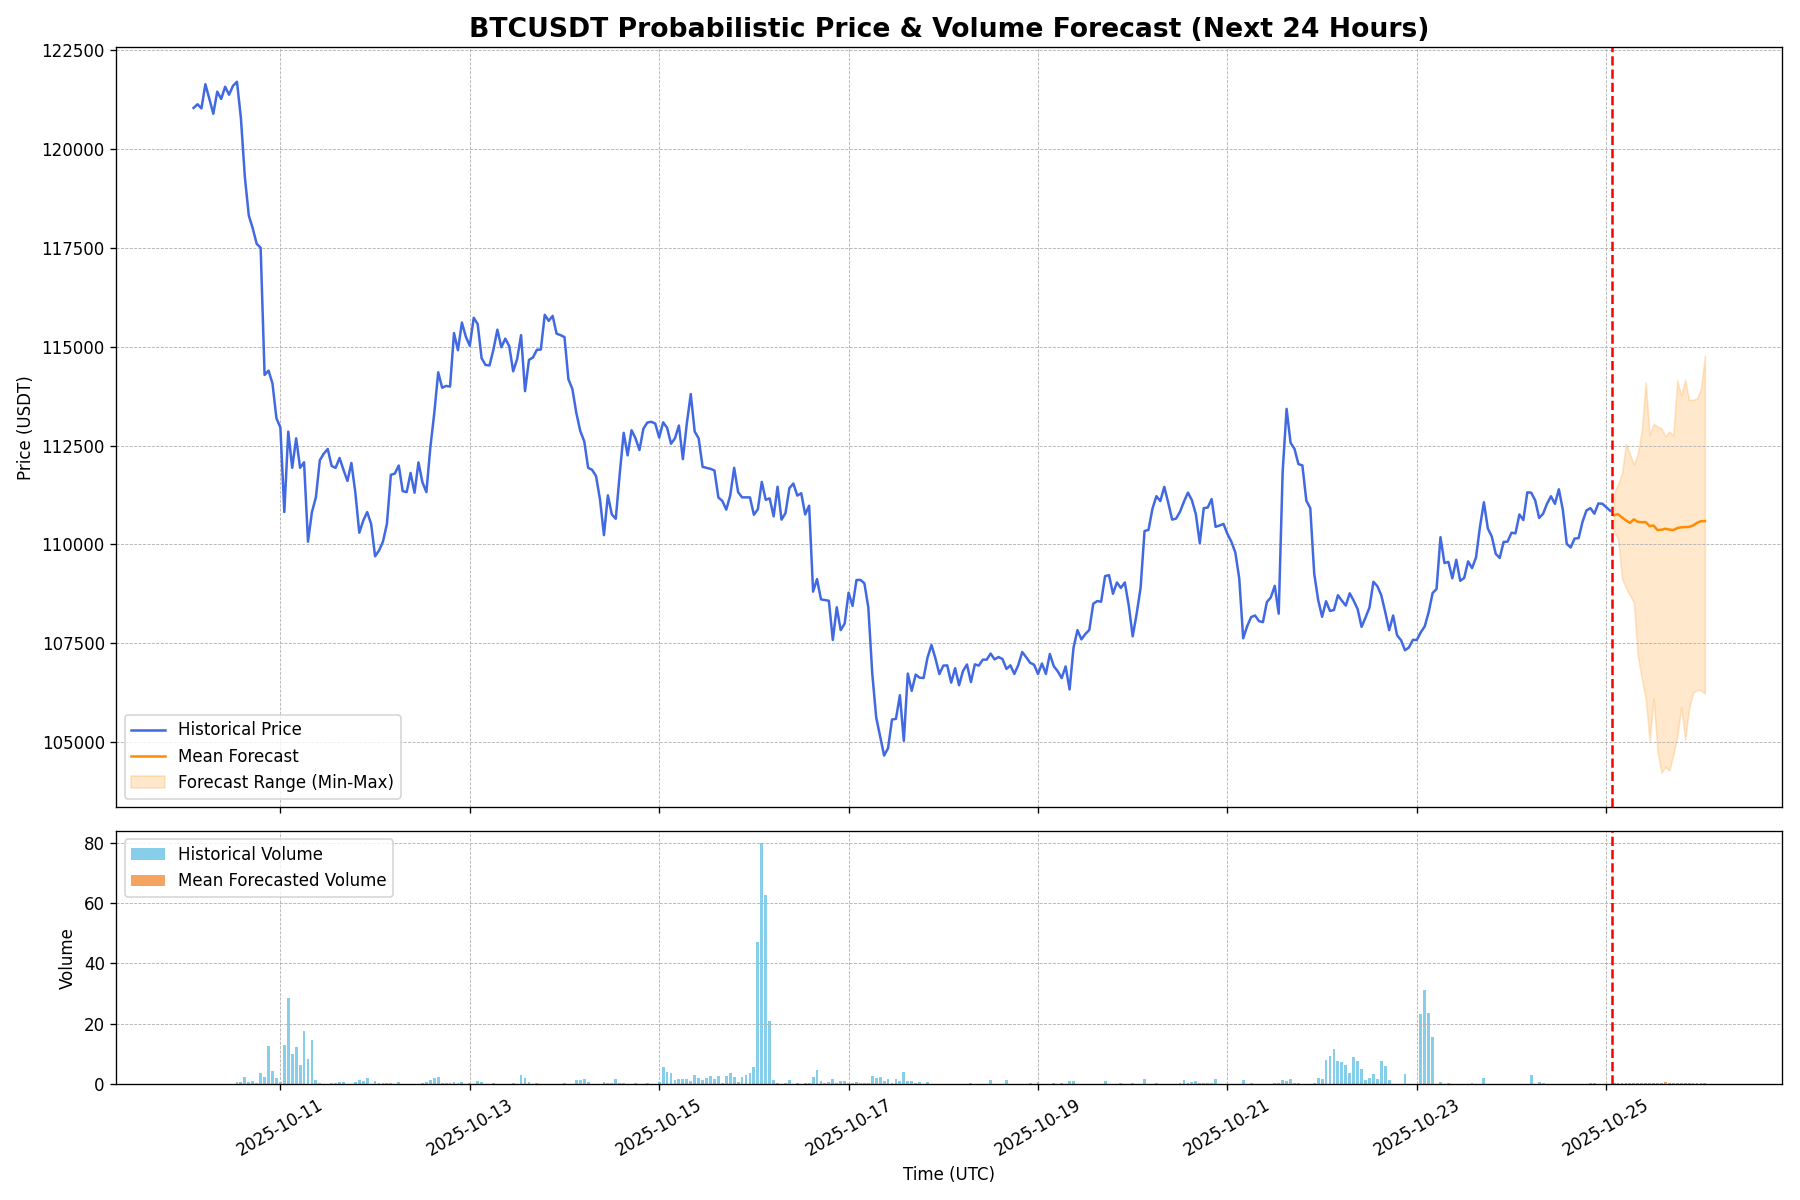 BTCUSDT Probabilistic Price & Volume Forecast (Next 24 Hours)
122500
120000
117500
115000
112500
110000
107500
105000
Price (USDT)
Historical Price
Mean Forecast
Forecast Range (Min-Max)
80
60
40
20
0
Volume
Historical Volume
Mean Forecasted Volume
2025-10-11
2025-10-13
2025-10-15
2025-10-17
2025-10-19
2025-10-21
2025-10-23
2025-10-25
Time (UTC)